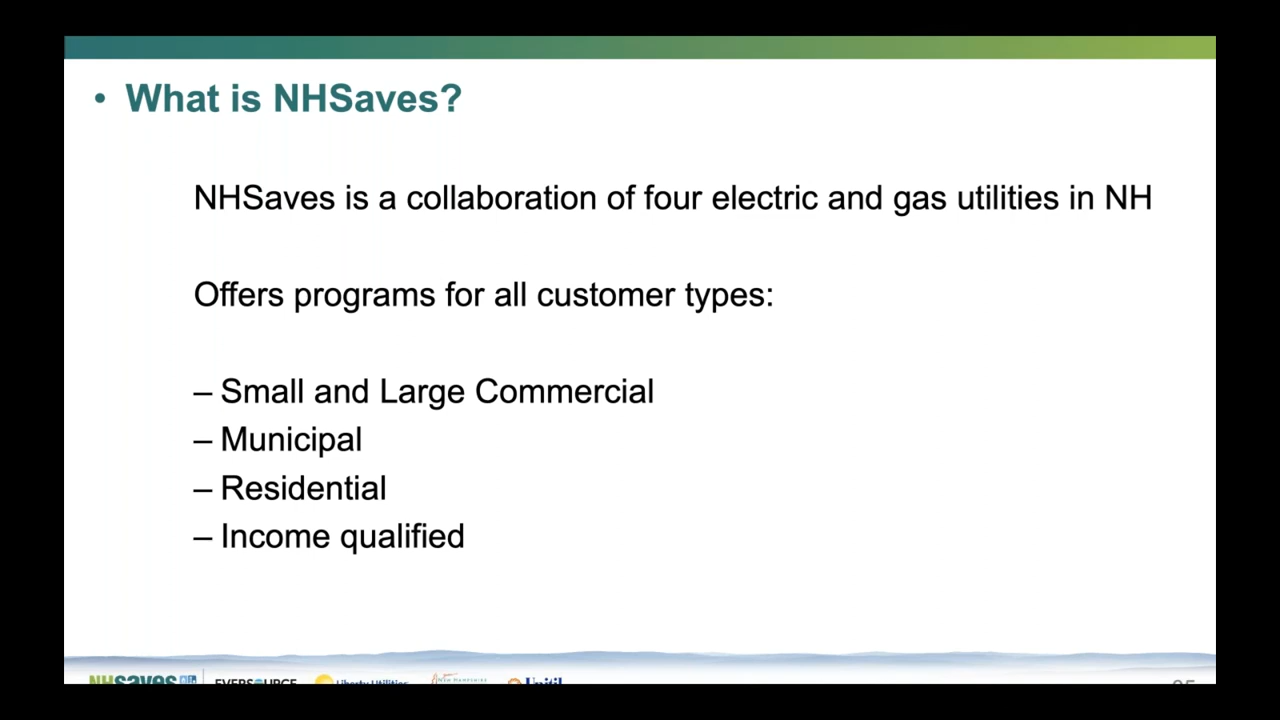 • What is NHSaves?
NHSaves is a collaboration of four electric and gas utilities in NH
Offers programs for all customer types:
– Small and Large Commercial
– Municipal
– Residential
– Income qualified
NHSaves EVERSOURCE Liberty Utilities New Hampshire Unitil